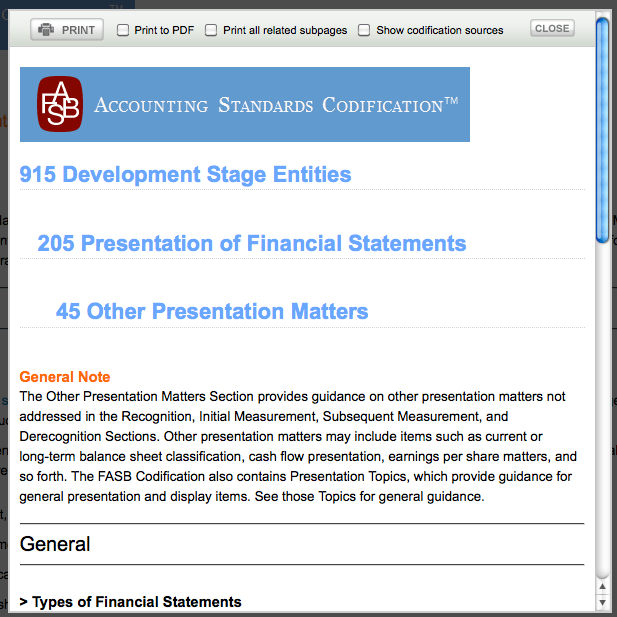 PRINT Print to PDF Print all related subpages Show codification sources CLOSE
FASB ACCOUNTING STANDARDS CODIFICATION™
915 Development Stage Entities
205 Presentation of Financial Statements
45 Other Presentation Matters
General Note
The Other Presentation Matters Section provides guidance on other presentation matters not
addressed in the Recognition, Initial Measurement, Subsequent Measurement, and
Derecognition Sections. Other presentation matters may include items such as current or
long-term balance sheet classification, cash flow presentation, earnings per share matters, and
so forth. The FASB Codification also contains Presentation Topics, which provide guidance for
general presentation and display items. See those Topics for general guidance.
General
> Types of Financial Statements